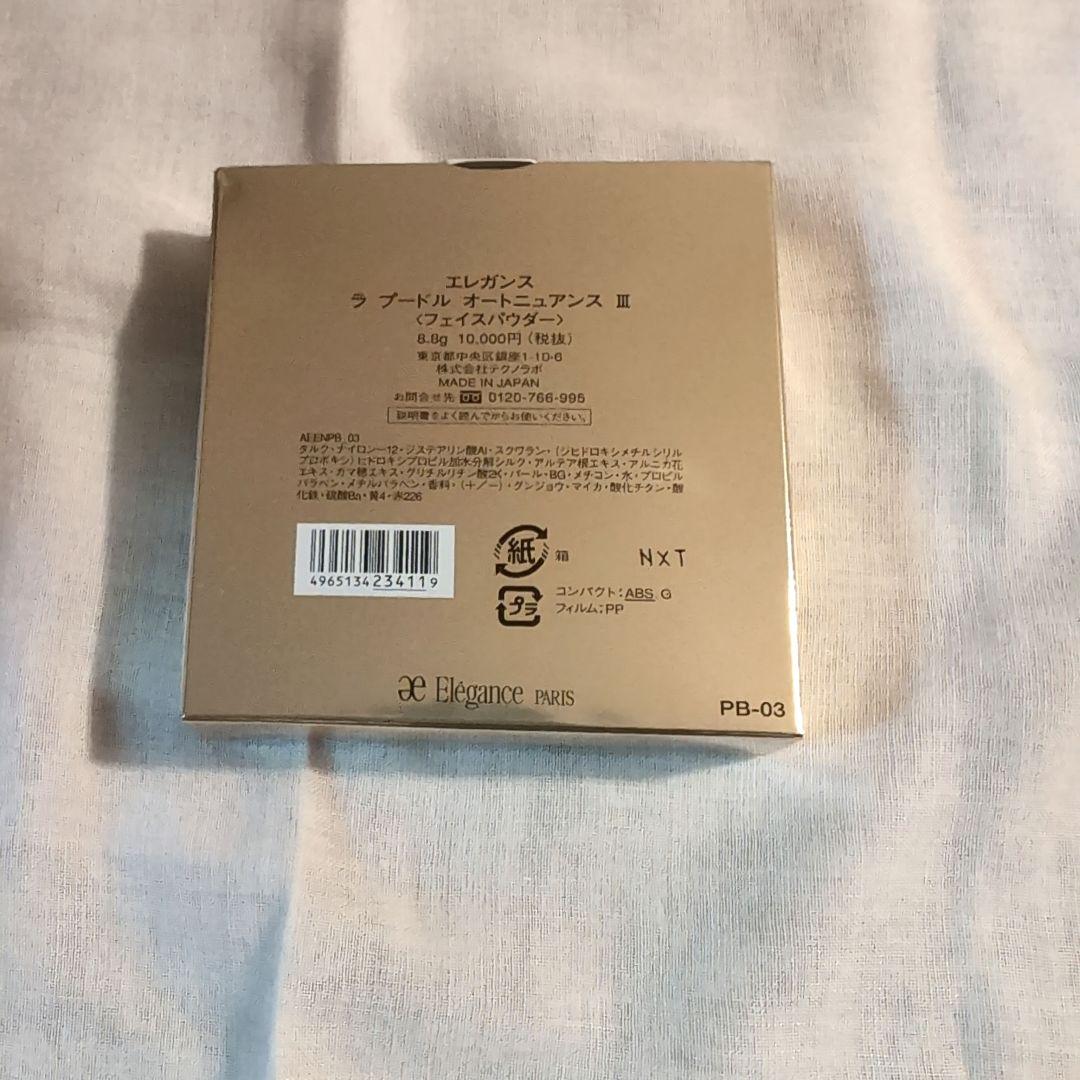 エレガンス
ラ プードル オートニュアンス Ⅲ
〈フェイスパウダー〉
8.8g 10,000円(税抜)
東京都中央区銀座1-10-6
株式会社テクノラボ
MADE IN JAPAN
お問合せ先 0120-766-995
説明書をよく読んでからお使いください。
AEENPB 03
タルク・ナイロン-12・ジステアリン酸Al・スクワラン・(ジヒドロキシメチルシリル
プロポキシ)ヒドロキシプロピル加水分解シルク・アルテア根エキス・アルニカ花
エキス・ガマ穂エキス・グリチルリチン酸2K・パール・BG・メチコン・水・プロピル
パラベン・メチルパラベン・香料・(+/-)・グンジョウ・マイカ・酸化チタン・酸
化鉄・硫酸Ba・黄4・赤226
4965134234119
紙 箱
NXT
プラ コンパクト:ABS G
フィルム:PP
æ Elégance PARIS
PB-03